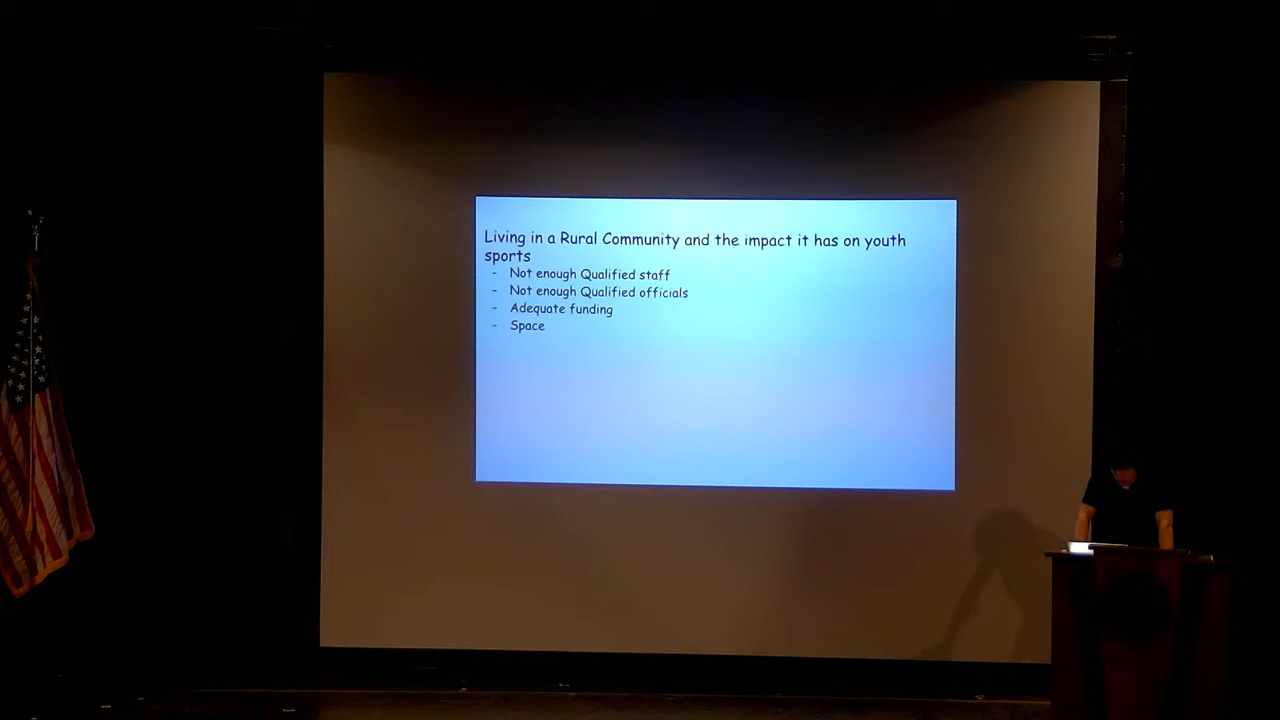 Living in a Rural Community and the impact it has on youth
sports
- Not enough Qualified staff
- Not enough Qualified officials
- Adequate funding
- Space